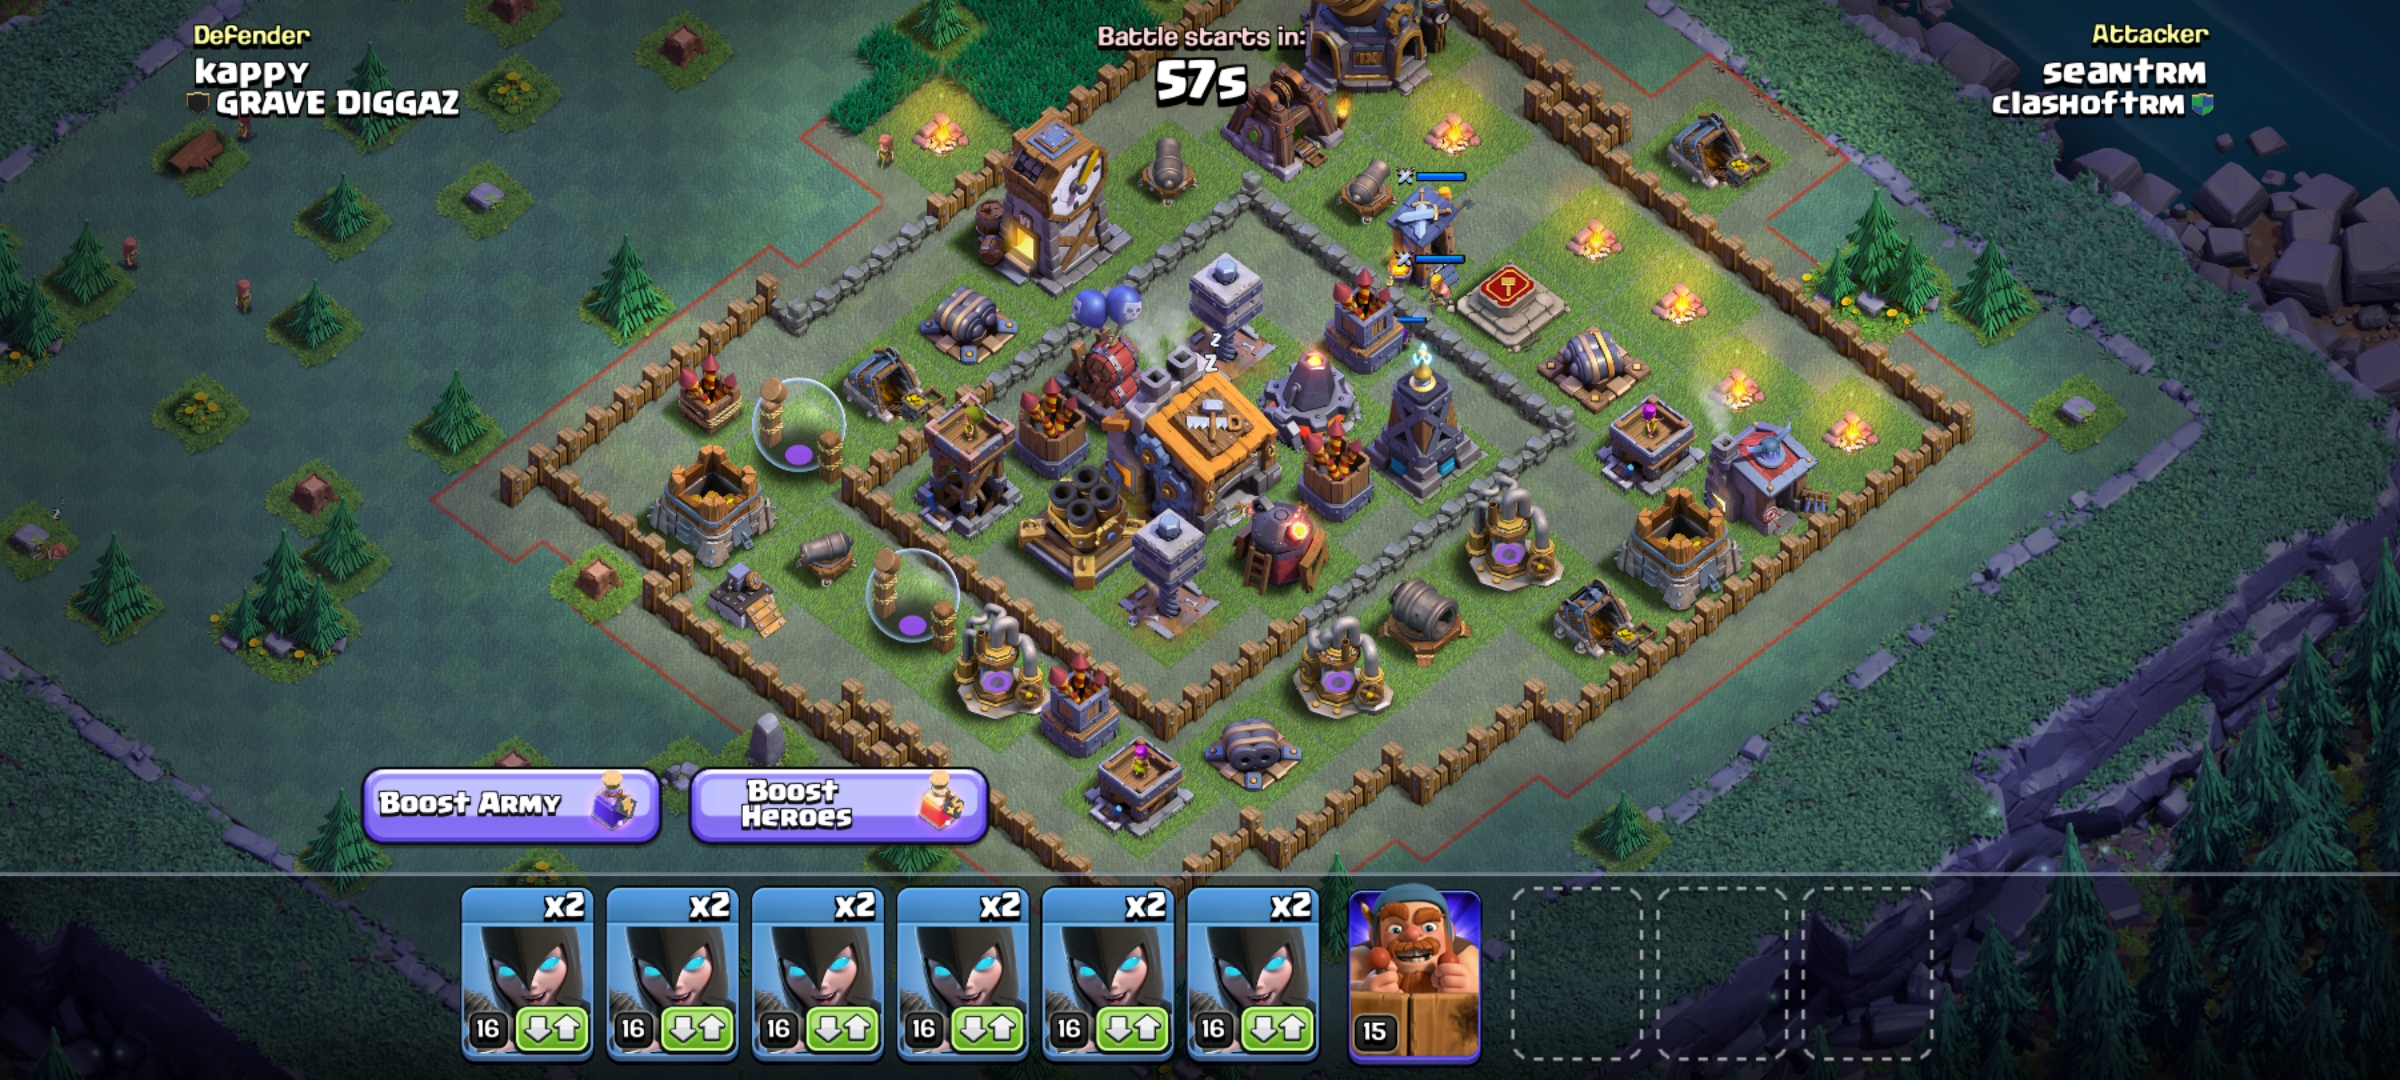 Defender
kappy
GRAVE DIGGAZ
Battle starts in:
57s
Attacker
seantRM
clashoftRM
IX
z
z
Boost Army
Boost
Heroes
x2
x2
x2
x2
x2
x2
16
16
16
16
16
16
15